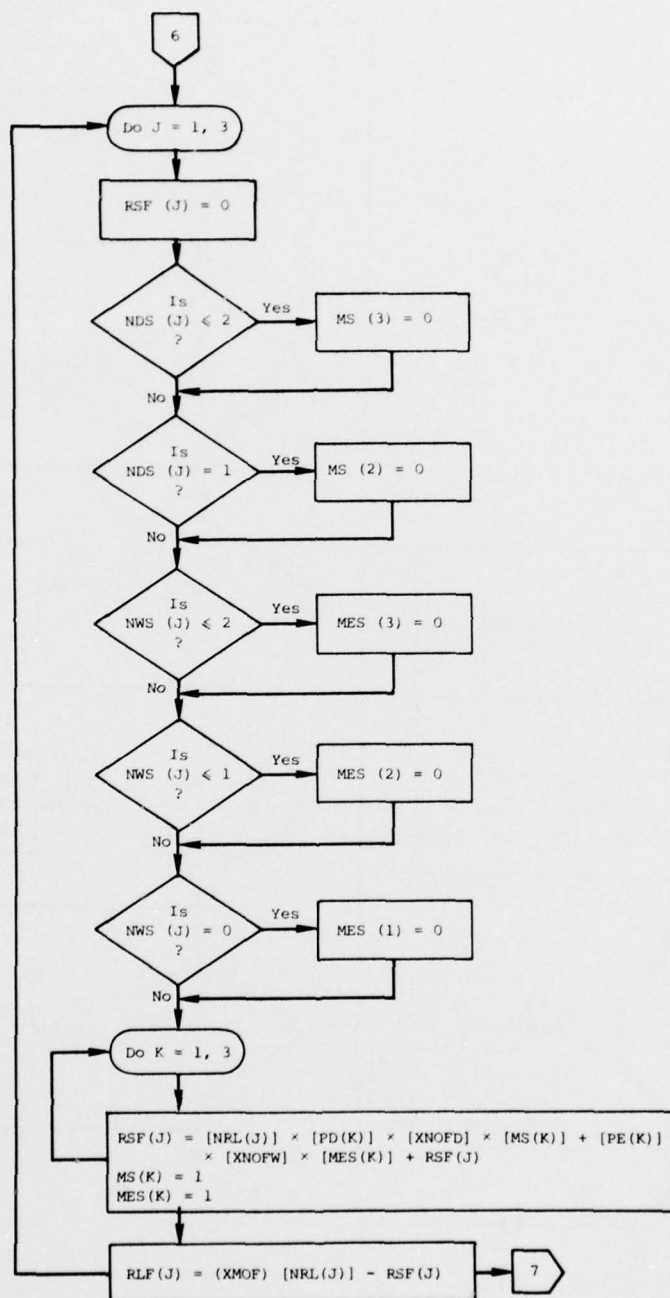 6
Do J = 1, 3
RSF (J) = 0
Is
NDS (J) ⩽ 2
?
Yes
MS (3) = 0
No
Is
NDS (J) = 1
?
Yes
MS (2) = 0
No
Is
NWS (J) ⩽ 2
?
Yes
MES (3) = 0
No
Is
NWS (J) ⩽ 1
?
Yes
MES (2) = 0
No
Is
NWS (J) = 0
?
Yes
MES (1) = 0
No
Do K = 1, 3
RSF(J) = [NRL(J)] × [PD(K)] × [XNOFD] × [MS(K)] + [PE(K)]
× [XNOFW] × [MES(K)] + RSF(J)
MS(K) = 1
MES(K) = 1
RLF(J) = (XMOF) [NRL(J)] - RSF(J)
7